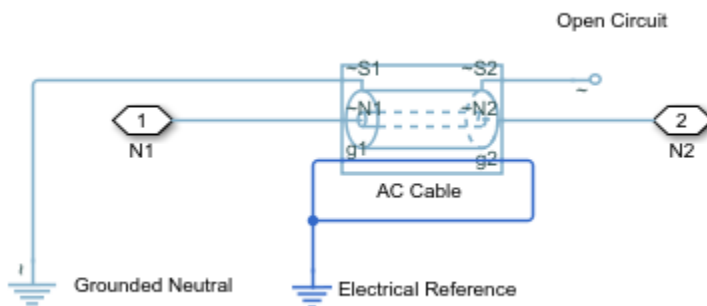 Open Circuit
~S1
~S2
~
1
~N1
~N2
2
N1
g1
g2
N2
AC Cable
~
Grounded Neutral
Electrical Reference